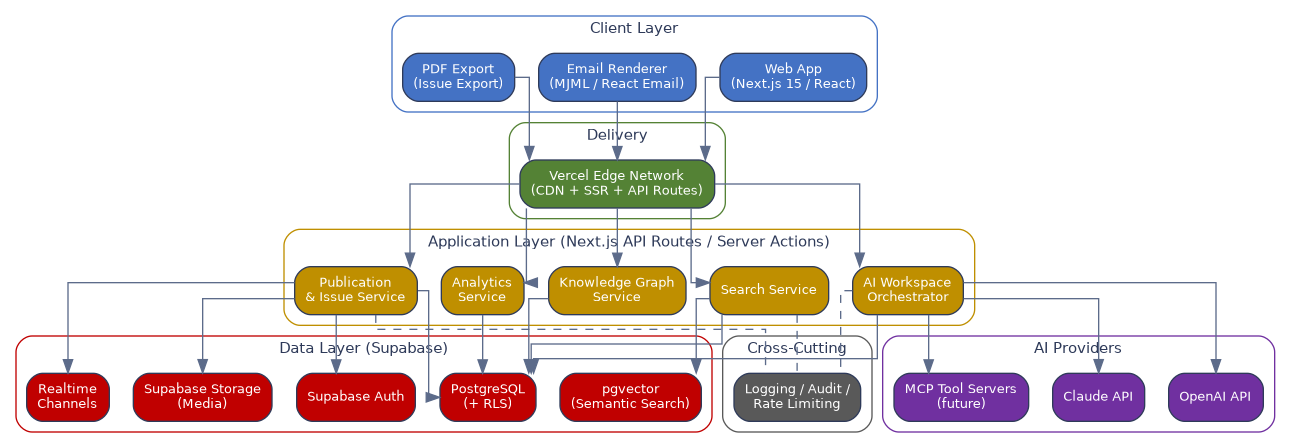 Client Layer
PDF Export
(Issue Export)
Email Renderer
(MJML / React Email)
Web App
(Next.js 15 / React)
Delivery
Vercel Edge Network
(CDN + SSR + API Routes)
Application Layer (Next.js API Routes / Server Actions)
Publication
& Issue Service
Analytics
Service
Knowledge Graph
Service
Search Service
AI Workspace
Orchestrator
Data Layer (Supabase)
Realtime
Channels
Supabase Storage
(Media)
Supabase Auth
PostgreSQL
(+ RLS)
pgvector
(Semantic Search)
Cross-Cutting
Logging / Audit /
Rate Limiting
AI Providers
MCP Tool Servers
(future)
Claude API
OpenAI API